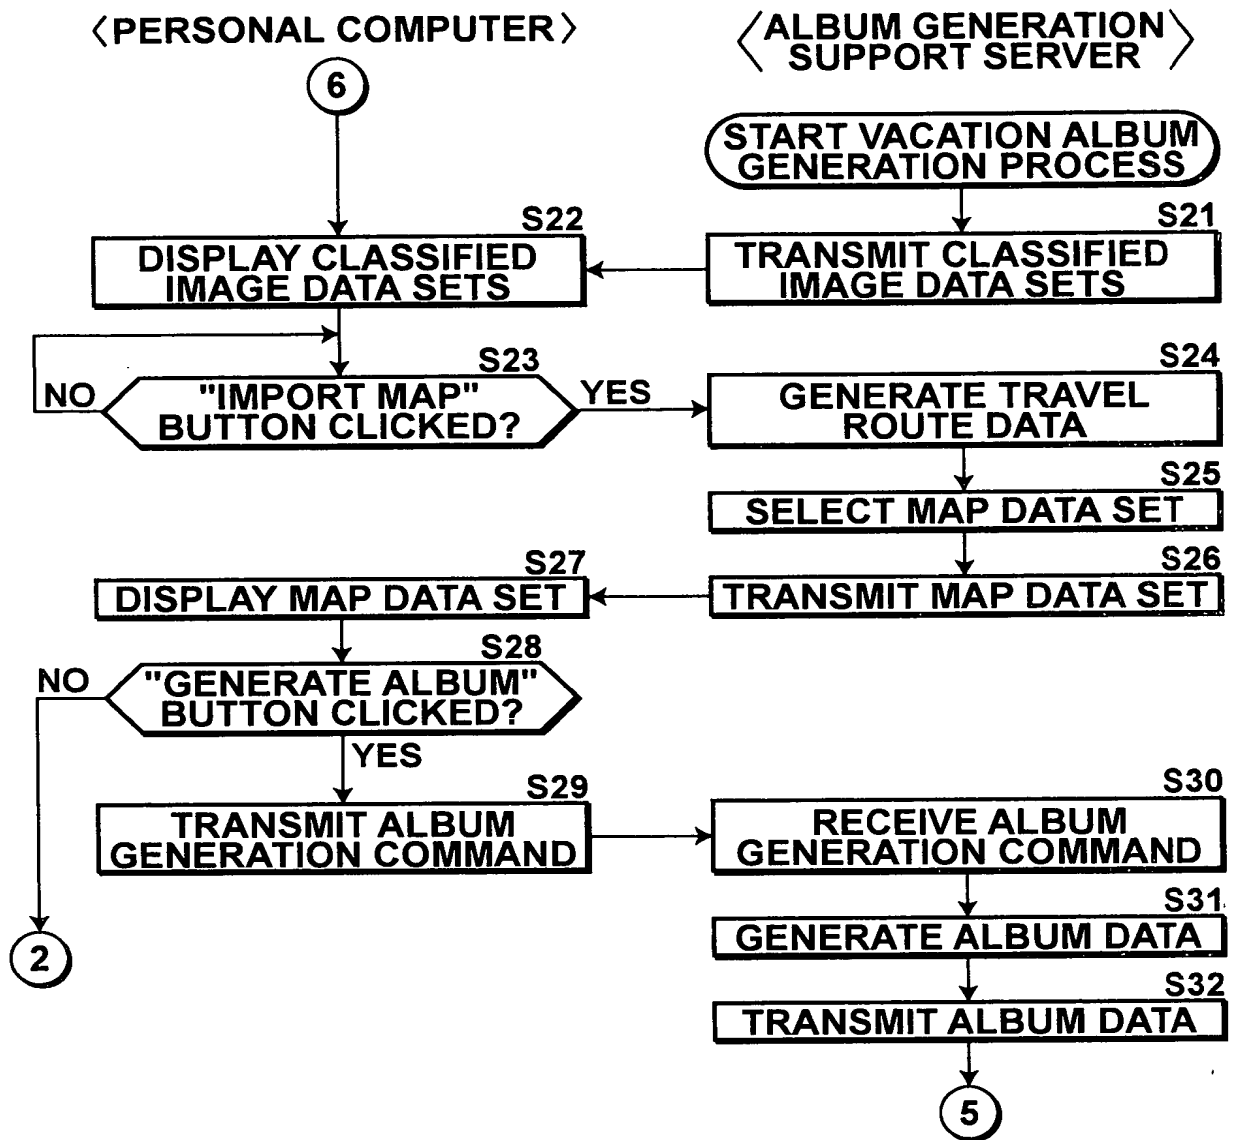 〈PERSONAL COMPUTER〉
〈ALBUM GENERATION
SUPPORT SERVER〉
6
START VACATION ALBUM
GENERATION PROCESS
S22
DISPLAY CLASSIFIED
IMAGE DATA SETS
S21
TRANSMIT CLASSIFIED
IMAGE DATA SETS
S23
NO
"IMPORT MAP"
BUTTON CLICKED?
YES
S24
GENERATE TRAVEL
ROUTE DATA
S25
SELECT MAP DATA SET
S27
DISPLAY MAP DATA SET
S26
TRANSMIT MAP DATA SET
S28
NO
"GENERATE ALBUM"
BUTTON CLICKED?
YES
S29
TRANSMIT ALBUM
GENERATION COMMAND
S30
RECEIVE ALBUM
GENERATION COMMAND
S31
GENERATE ALBUM DATA
2
S32
TRANSMIT ALBUM DATA
5